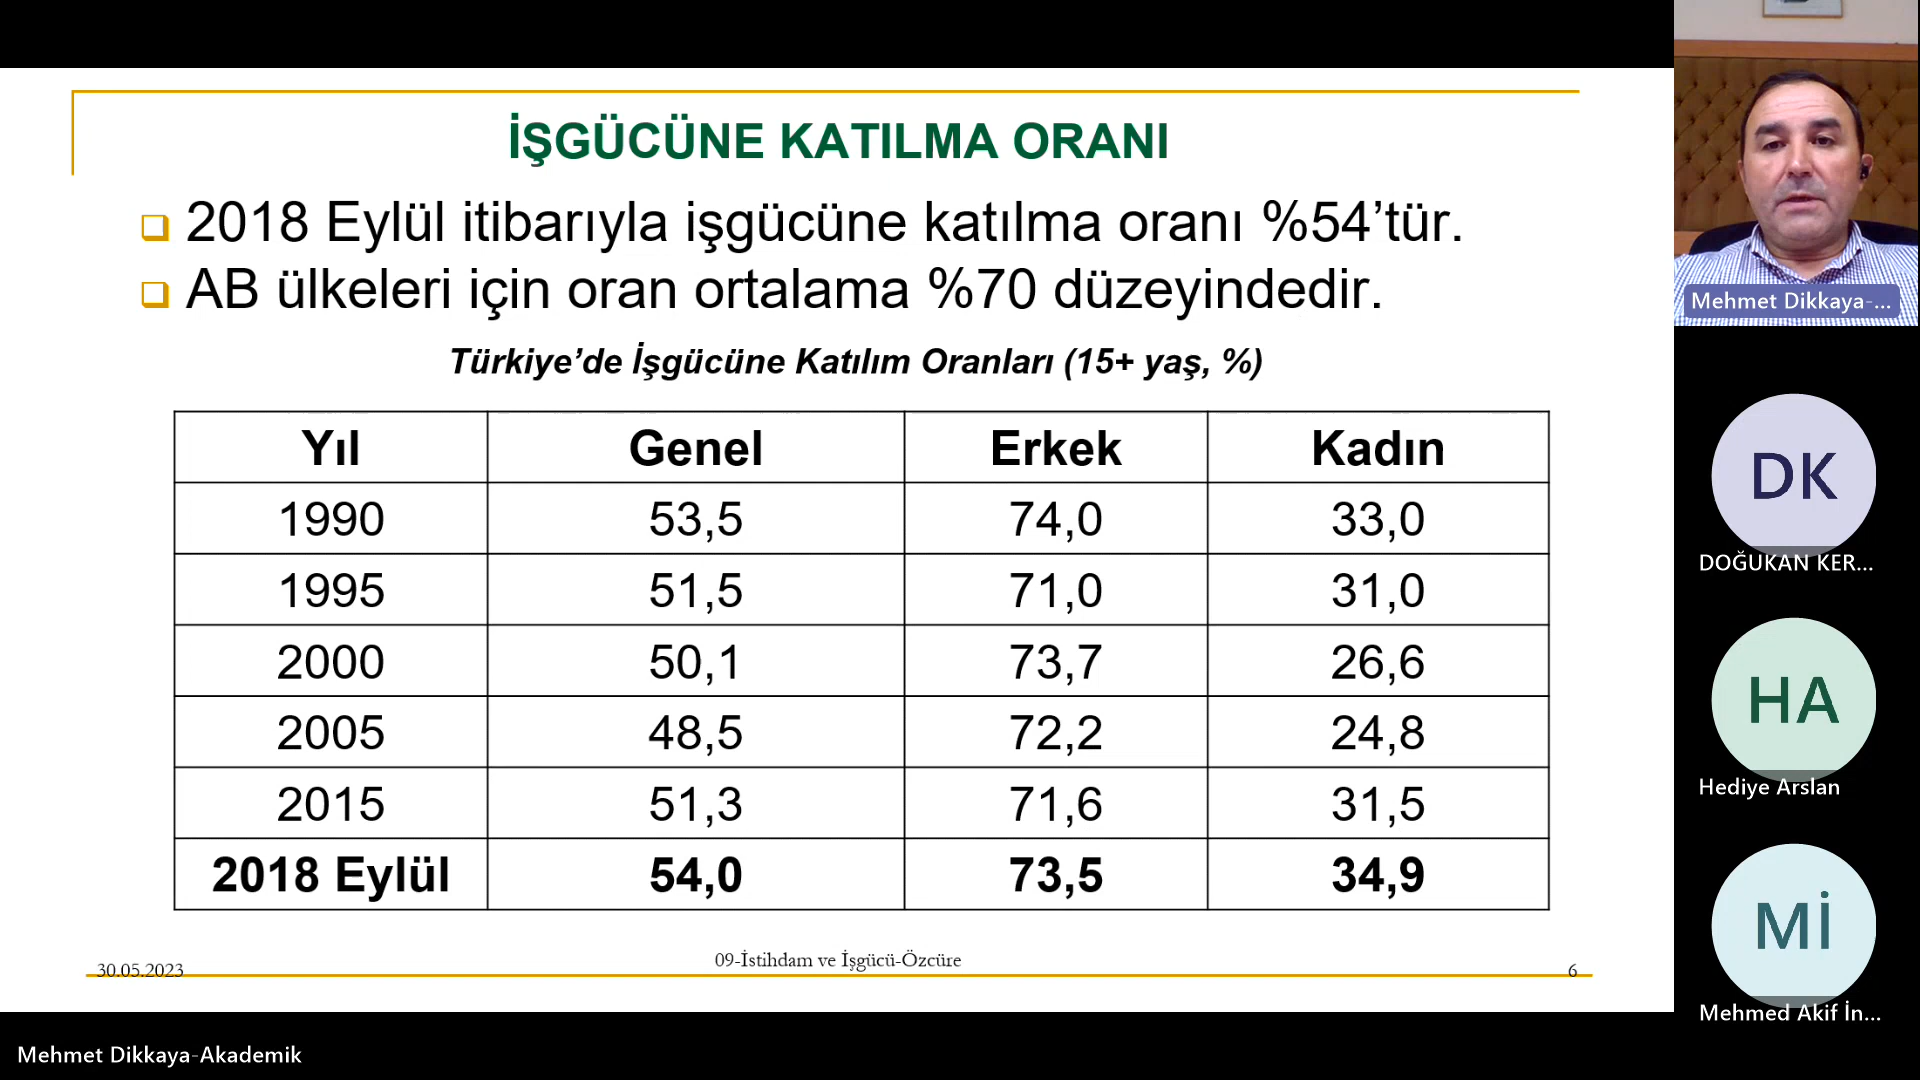 İŞGÜCÜNE KATILMA ORANI
2018 Eylül itibarıyla işgücüne katılma oranı %54’tür.
AB ülkeleri için oran ortalama %70 düzeyindedir.
Türkiye’de İşgücüne Katılım Oranları (15+ yaş, %)
Yıl Genel Erkek Kadın
1990 53,5 74,0 33,0
1995 51,5 71,0 31,0
2000 50,1 73,7 26,6
2005 48,5 72,2 24,8
2015 51,3 71,6 31,5
2018 Eylül 54,0 73,5 34,9
30.05.2023
09-İstihdam ve İşgücü-Özcüre
6
Mehmet Dikkaya-...
DK
DOĞUKAN KER...
HA
Hediye Arslan
Mİ
Mehmed Akif İn...
Mehmet Dikkaya-Akademik